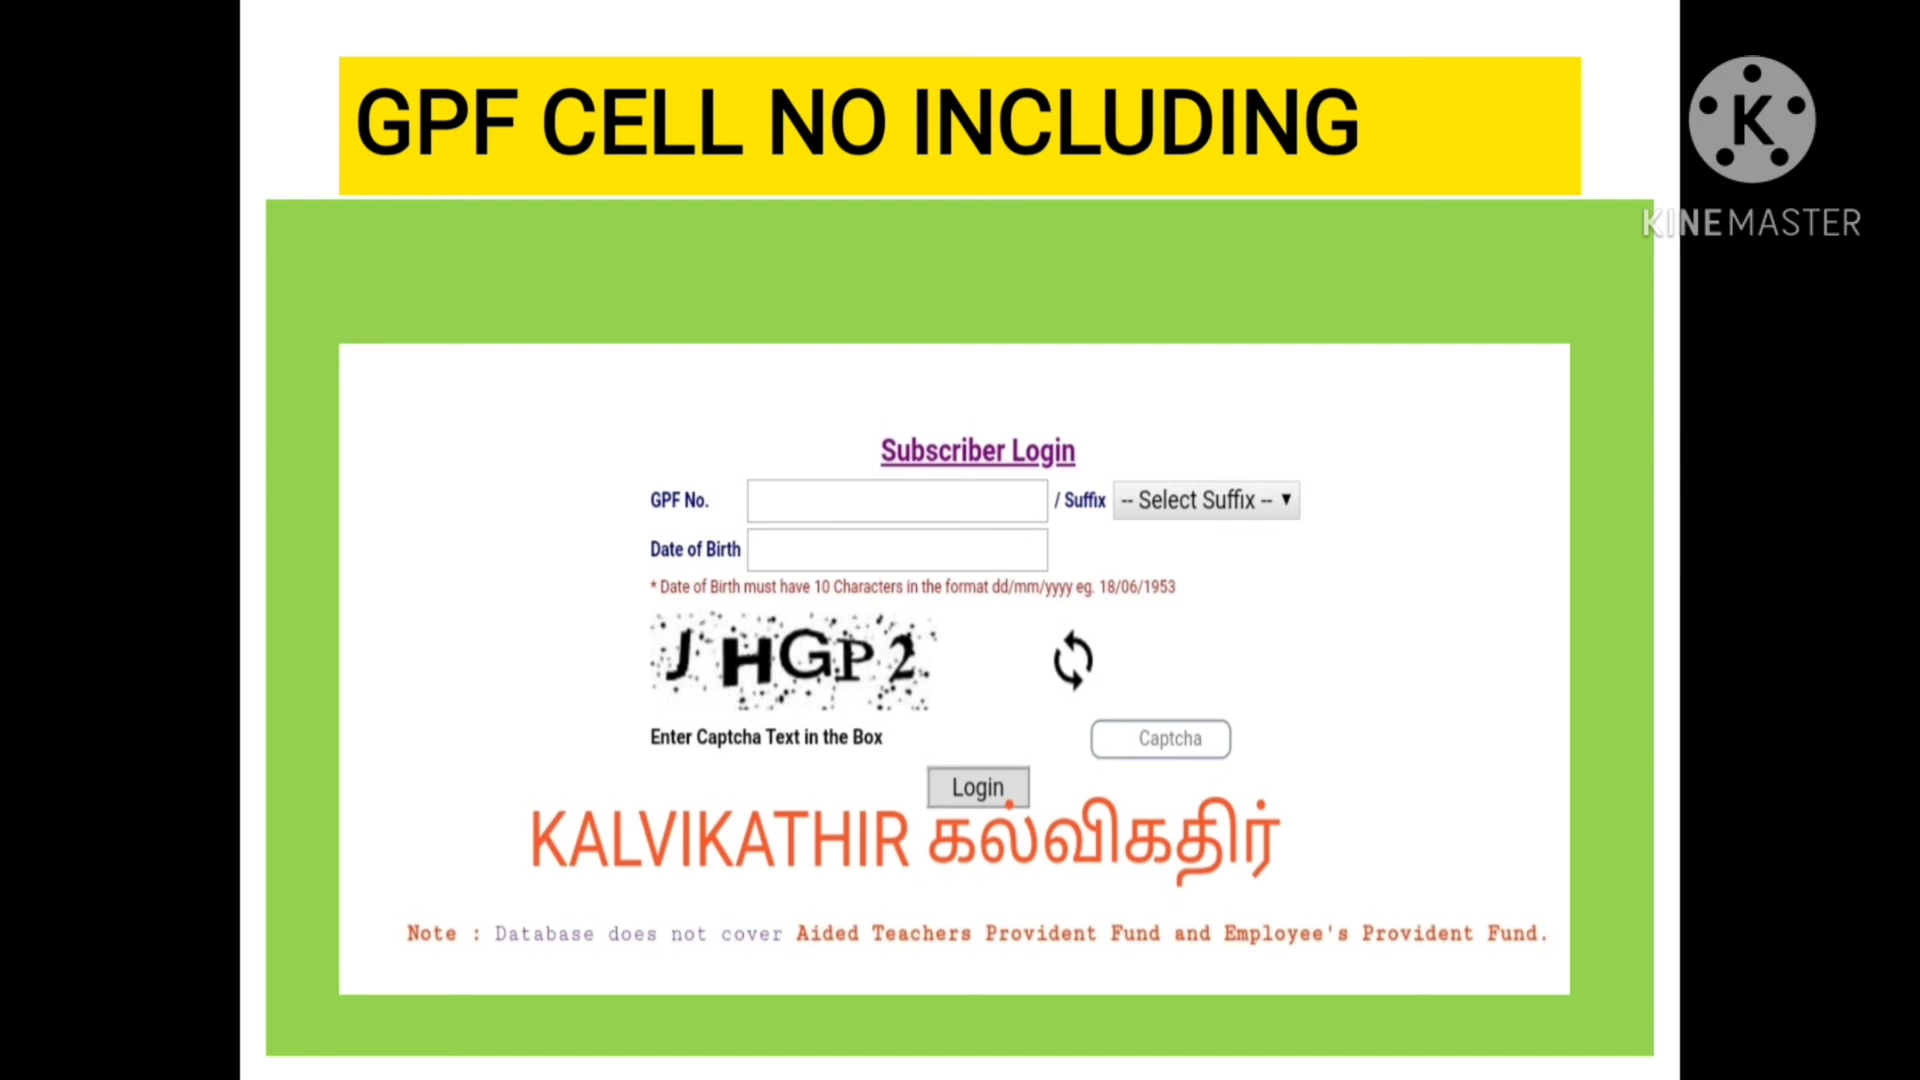 GPF CELL NO INCLUDING
K
KINEMASTER
Subscriber Login
GPF No. / Suffix -- Select Suffix --
Date of Birth
* Date of Birth must have 10 Characters in the format dd/mm/yyyy eg. 18/06/1953
J H G P 2
Enter Captcha Text in the Box Captcha
Login
KALVIKATHIR கல்விகதிர்
Note : Database does not cover Aided Teachers Provident Fund and Employee's Provident Fund.